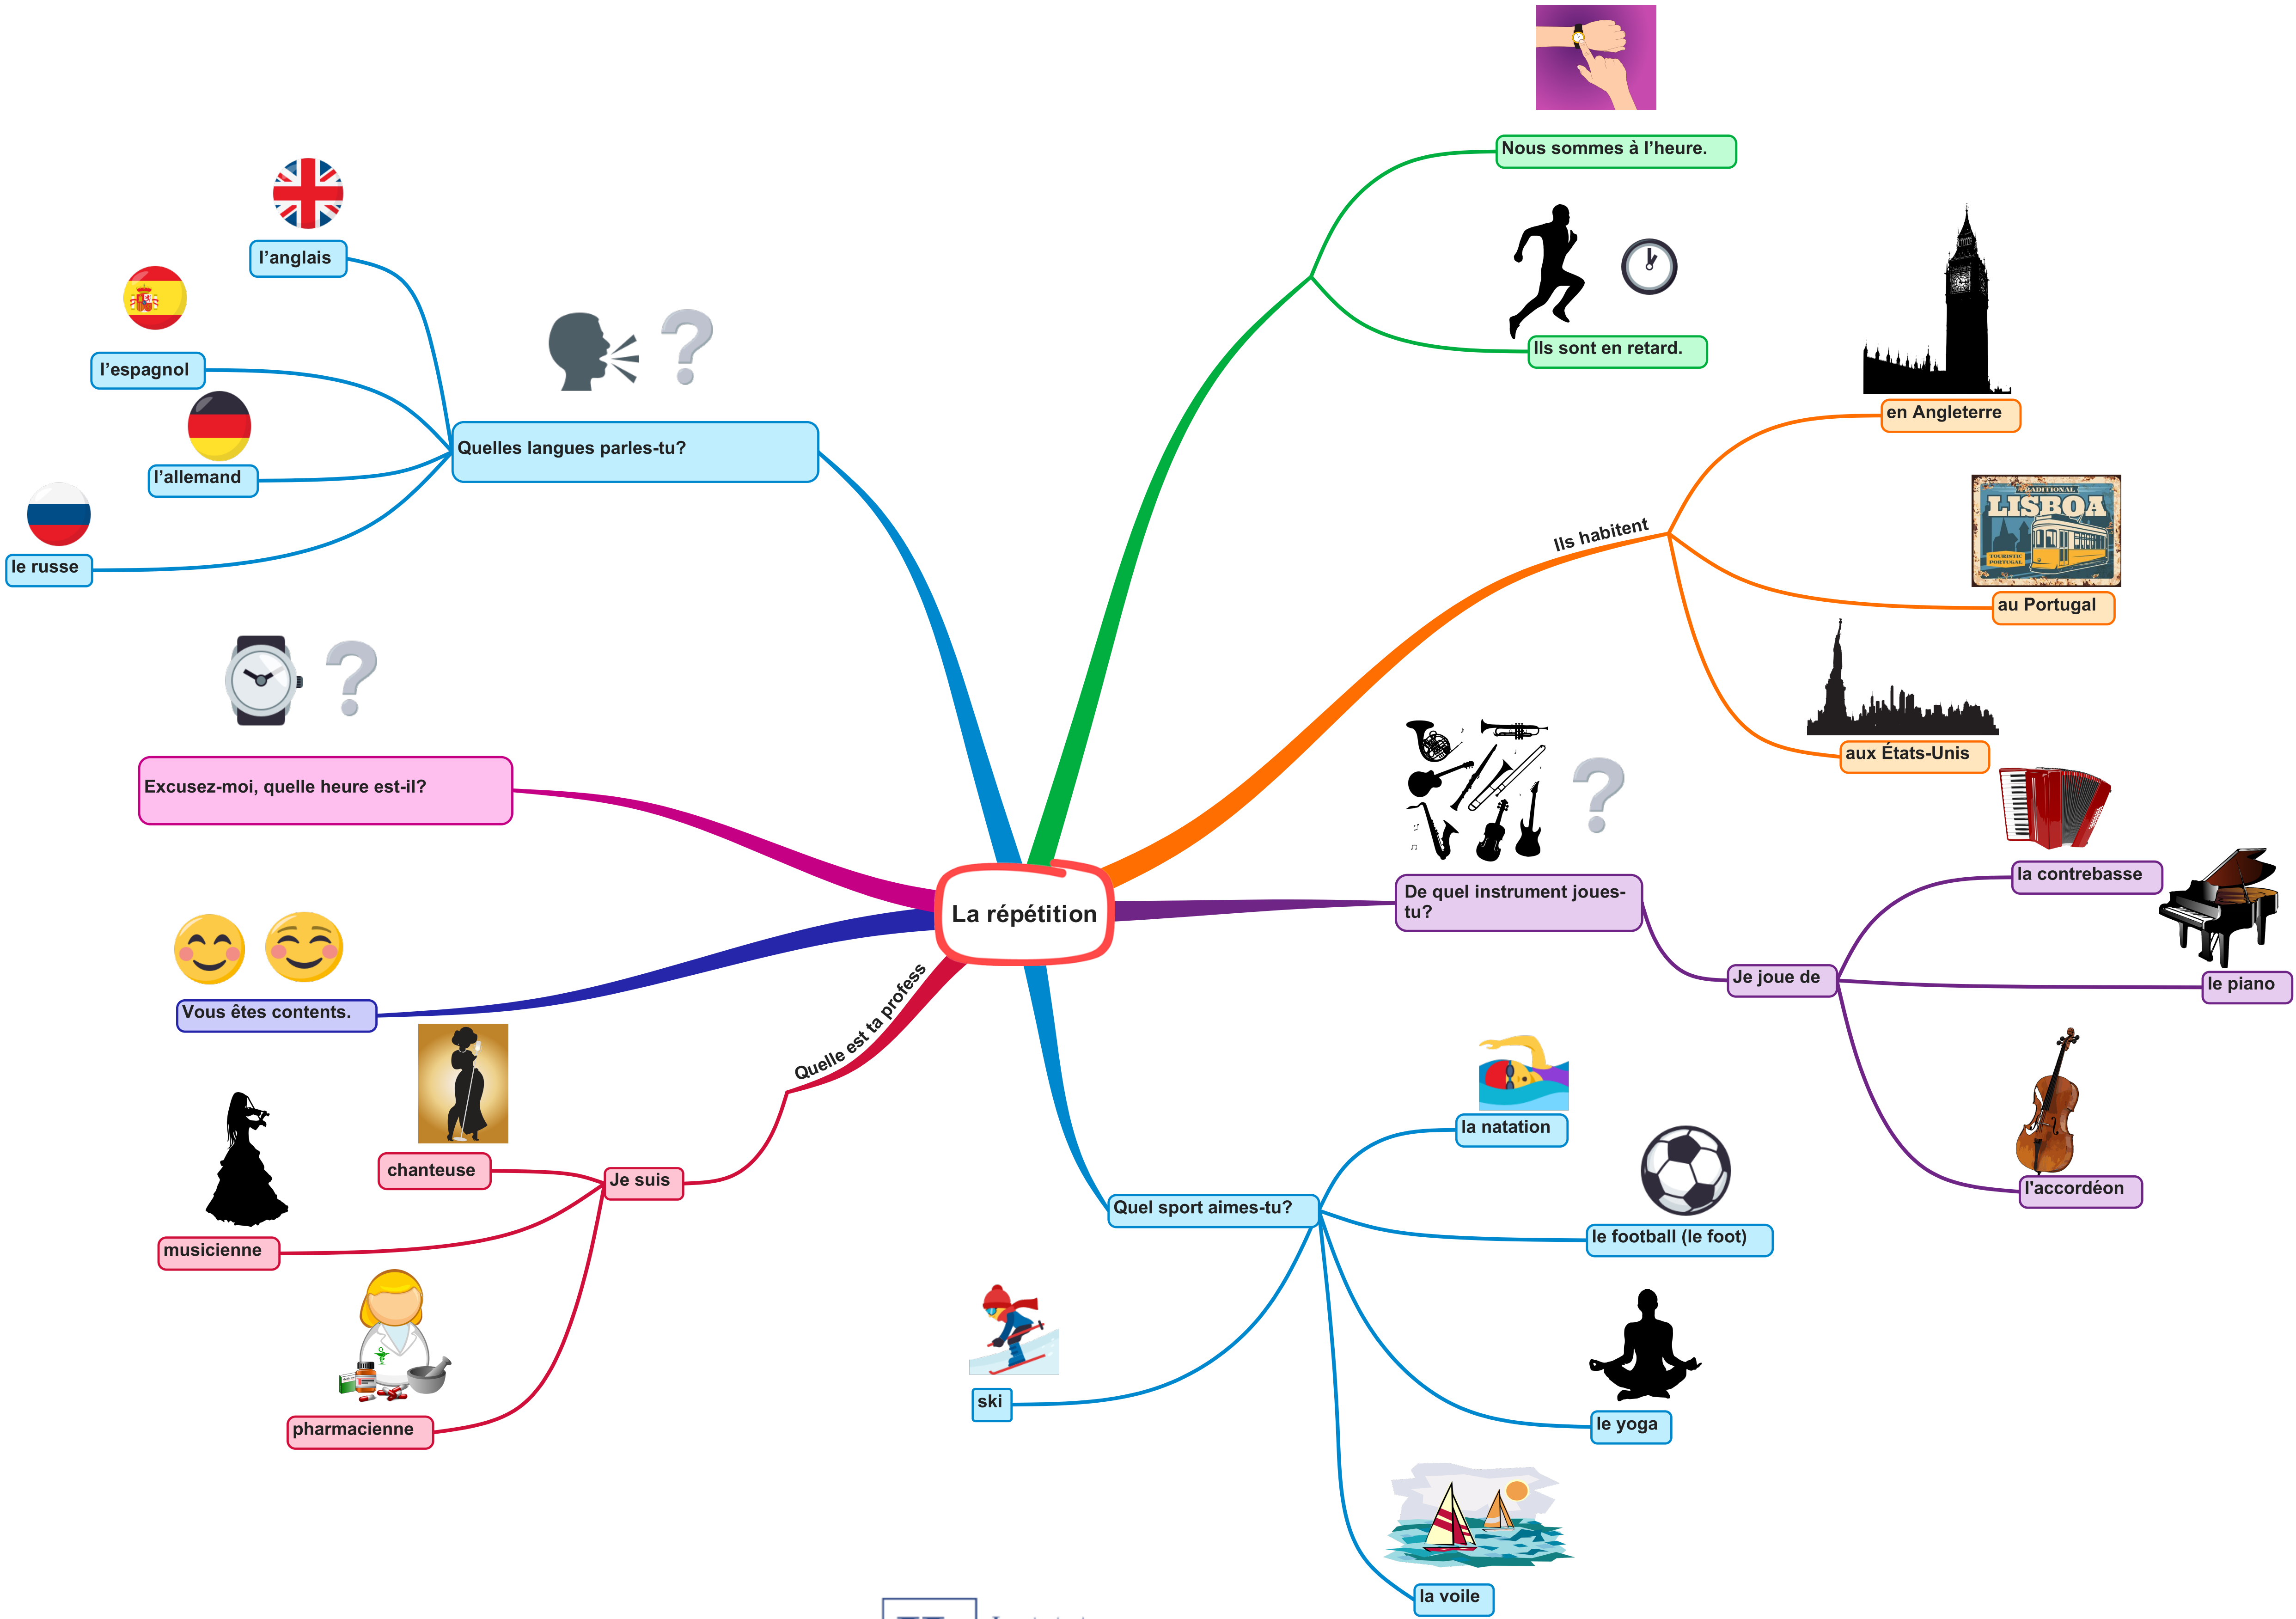 La répétition
Nous sommes à l’heure.
Ils sont en retard.
Ils habitent
en Angleterre
TRADITIONAL
LISBOA
TOURISTIC
PORTUGAL
au Portugal
aux États-Unis
De quel instrument joues-
tu?
Je joue de
la contrebasse
le piano
l'accordéon
Quel sport aimes-tu?
la natation
le football (le foot)
le yoga
la voile
ski
Quelle est ta profess
Je suis
chanteuse
musicienne
pharmacienne
Vous êtes contents.
Excusez-moi, quelle heure est-il?
Quelles langues parles-tu?
l’anglais
l’espagnol
l’allemand
le russe